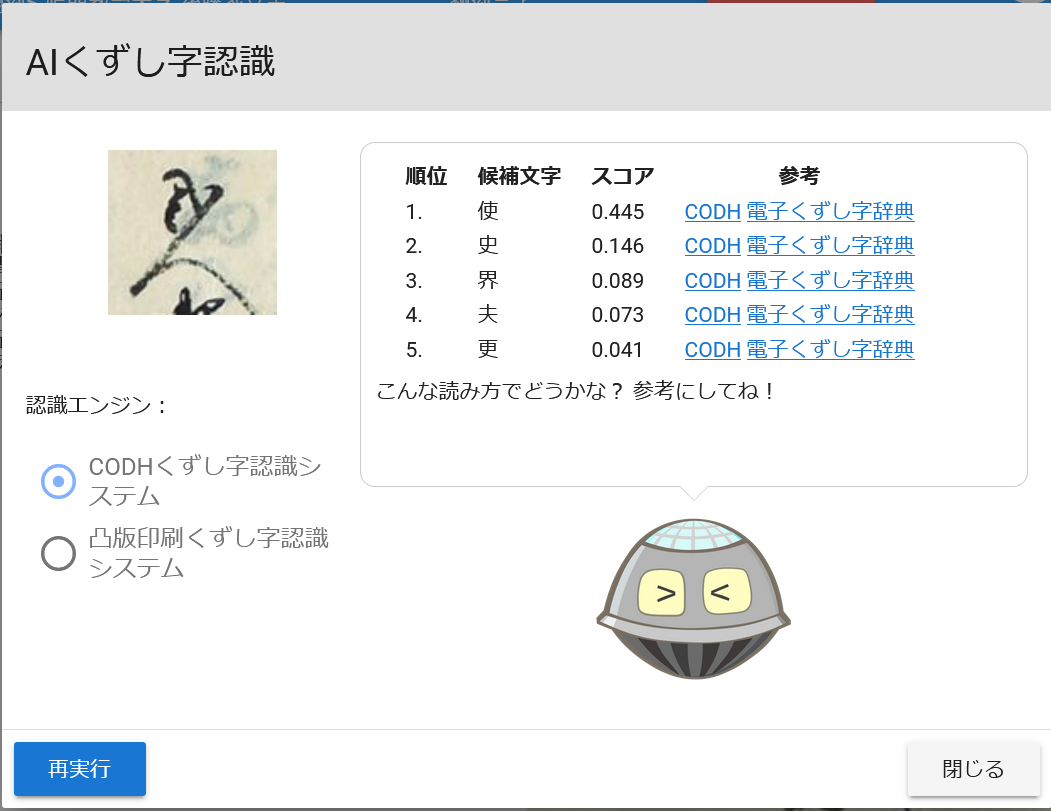 AIくずし字認識
順位 候補文字 スコア 参考
1. 使 0.445 CODH 電子くずし字辞典
2. 史 0.146 CODH 電子くずし字辞典
3. 界 0.089 CODH 電子くずし字辞典
4. 夫 0.073 CODH 電子くずし字辞典
5. 更 0.041 CODH 電子くずし字辞典
こんな読み方でどうかな？ 参考にしてね！
認識エンジン：
CODHくずし字認識シ
ステム
凸版印刷くずし字認識
システム
> <
再実行
閉じる